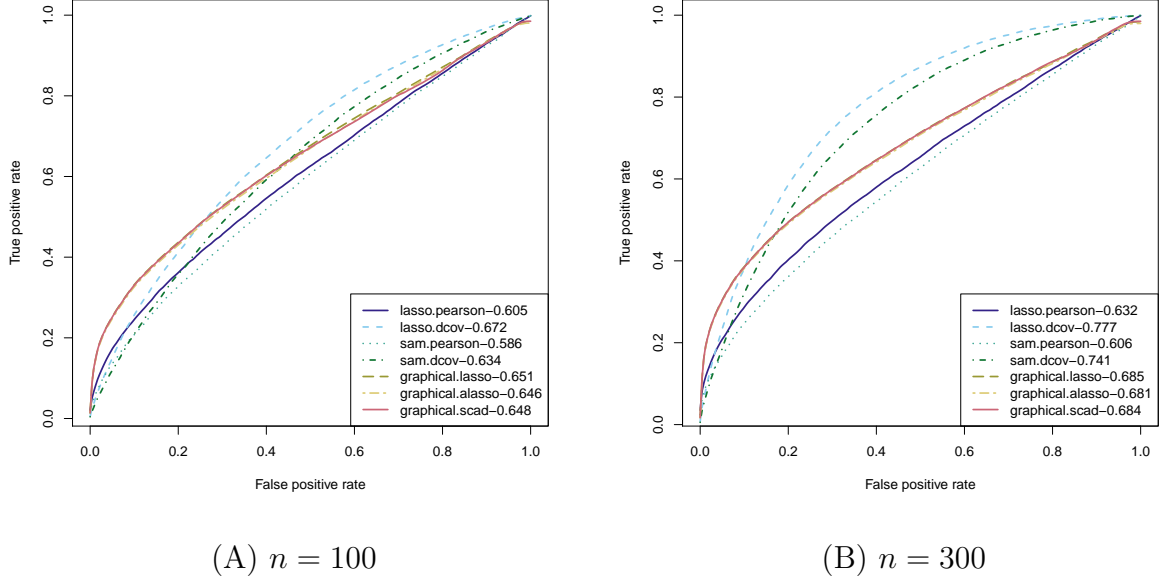 1.0
0.8
0.6
0.4
0.2
0.0
True positive rate
0.0 0.2 0.4 0.6 0.8 1.0
False positive rate
lasso.pearson−0.605
lasso.dcov−0.672
sam.pearson−0.586
sam.dcov−0.634
graphical.lasso−0.651
graphical.alasso−0.646
graphical.scad−0.648
(A) n = 100
1.0
0.8
0.6
0.4
0.2
0.0
True positive rate
0.0 0.2 0.4 0.6 0.8 1.0
False positive rate
lasso.pearson−0.632
lasso.dcov−0.777
sam.pearson−0.606
sam.dcov−0.741
graphical.lasso−0.685
graphical.alasso−0.681
graphical.scad−0.684
(B) n = 300